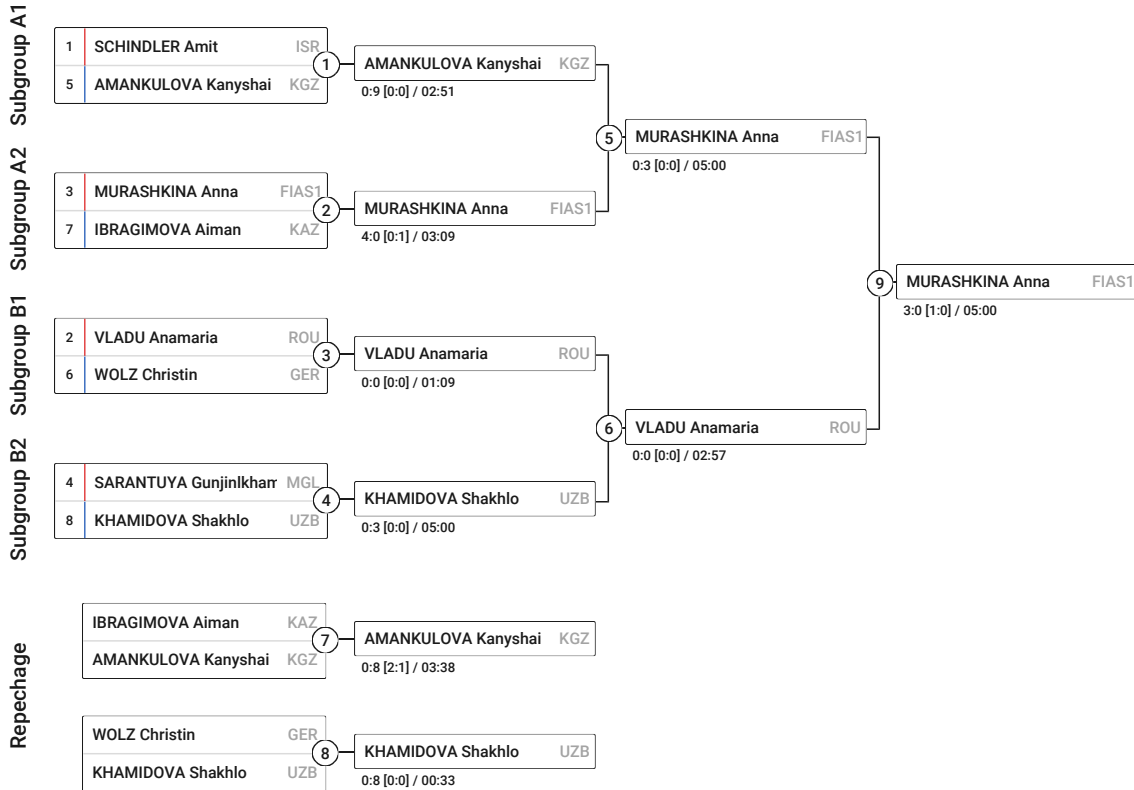 Subgroup A1
1 SCHINDLER Amit ISR
5 AMANKULOVA Kanyshai KGZ
1
AMANKULOVA Kanyshai KGZ
0:9 [0:0] / 02:51
5
MURASHKINA Anna FIAS1
0:3 [0:0] / 05:00
Subgroup A2
3 MURASHKINA Anna FIAS1
7 IBRAGIMOVA Aiman KAZ
2
MURASHKINA Anna FIAS1
4:0 [0:1] / 03:09
9
MURASHKINA Anna FIAS1
3:0 [1:0] / 05:00
Subgroup B1
2 VLADU Anamaria ROU
6 WOLZ Christin GER
3
VLADU Anamaria ROU
0:0 [0:0] / 01:09
6
VLADU Anamaria ROU
0:0 [0:0] / 02:57
Subgroup B2
4 SARANTUYA Gunjinlkham MGL
8 KHAMIDOVA Shakhlo UZB
4
KHAMIDOVA Shakhlo UZB
0:3 [0:0] / 05:00
Repechage
IBRAGIMOVA Aiman KAZ
AMANKULOVA Kanyshai KGZ
7
AMANKULOVA Kanyshai KGZ
0:8 [2:1] / 03:38
WOLZ Christin GER
KHAMIDOVA Shakhlo UZB
8
KHAMIDOVA Shakhlo UZB
0:8 [0:0] / 00:33